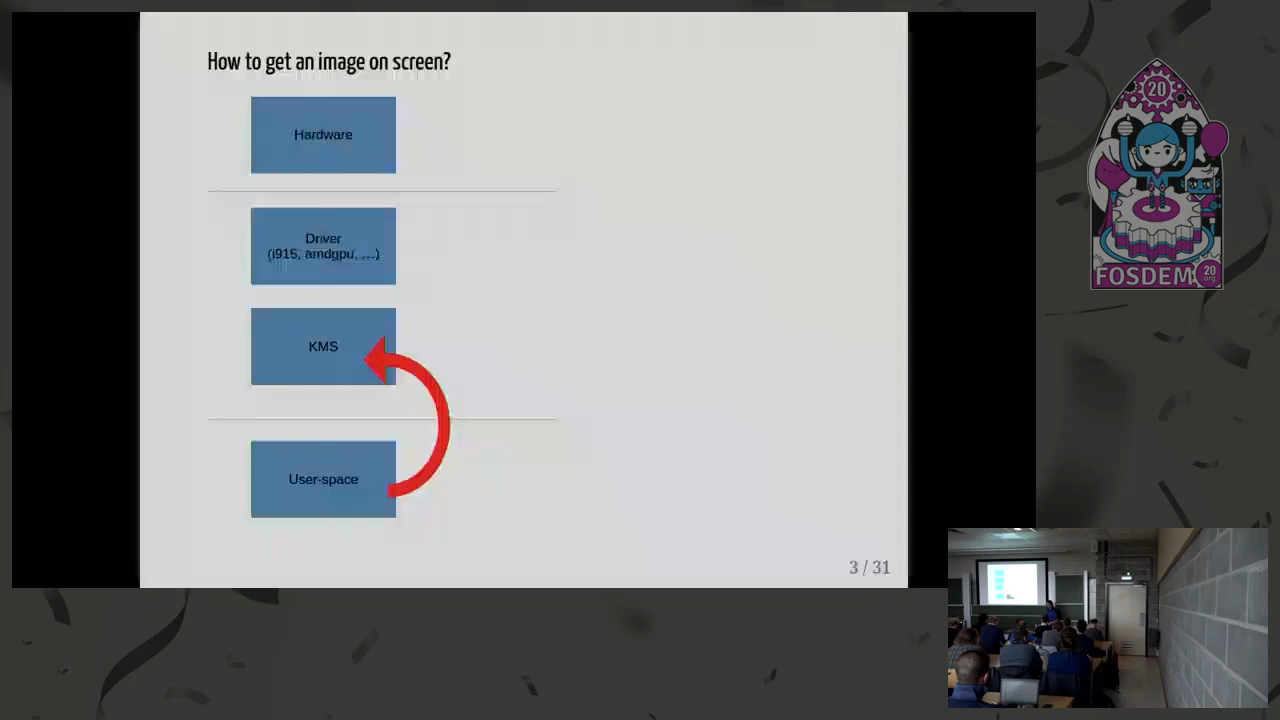 How to get an image on screen?
Hardware
Driver
(i915, amdgpu, ...)
KMS
User-space
3 / 31
20
FOSDEM
20
.org